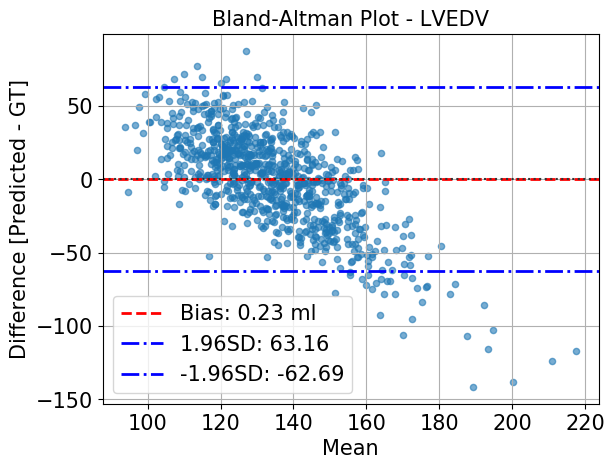 Bland-Altman Plot - LVEDV
Difference [Predicted - GT]
50
0
−50
−100
−150
Bias: 0.23 ml
1.96SD: 63.16
-1.96SD: -62.69
100 120 140 160 180 200 220
Mean